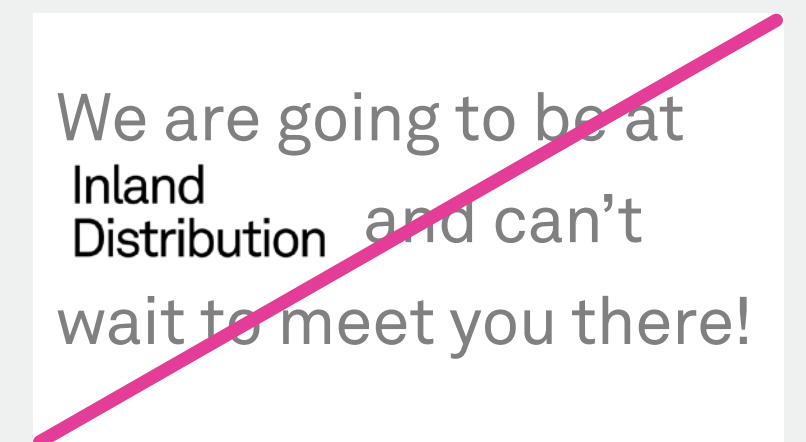 We are going to be at
Inland
Distribution and can't
wait to meet you there!